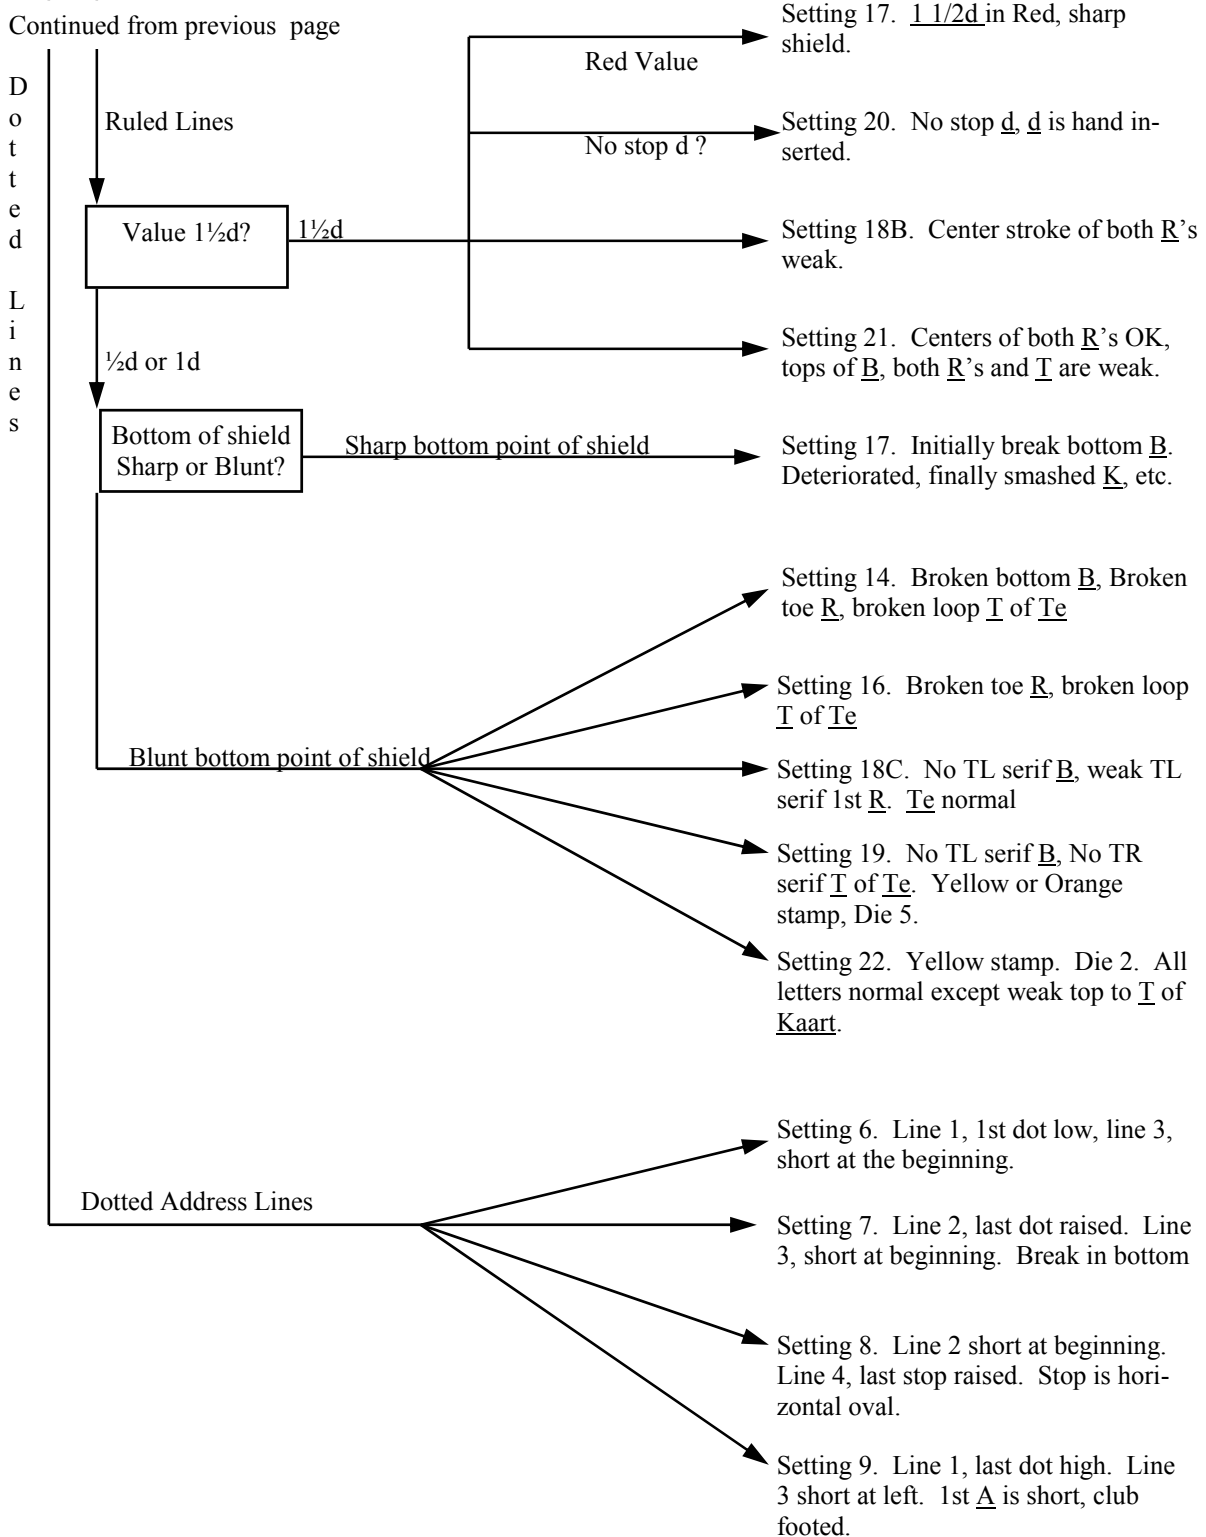 Continued from previous page
Dotted Lines
Ruled Lines
Value 1½d?
1½d
½d or 1d
Bottom of shield
Sharp or Blunt?
Sharp bottom point of shield
Blunt bottom point of shield
Dotted Address Lines
Red Value
No stop d ?
Setting 17. 1 1/2d in Red, sharp
shield.
Setting 20. No stop d, d is hand in-
serted.
Setting 18B. Center stroke of both R's
weak.
Setting 21. Centers of both R's OK,
tops of B, both R's and T are weak.
Setting 17. Initially break bottom B.
Deteriorated, finally smashed K, etc.
Setting 14. Broken bottom B, Broken
toe R, broken loop T of Te
Setting 16. Broken toe R, broken loop
T of Te
Setting 18C. No TL serif B, weak TL
serif 1st R. Te normal
Setting 19. No TL serif B, No TR
serif T of Te. Yellow or Orange
stamp, Die 5.
Setting 22. Yellow stamp. Die 2. All
letters normal except weak top to T of
Kaart.
Setting 6. Line 1, 1st dot low, line 3,
short at the beginning.
Setting 7. Line 2, last dot raised. Line
3, short at beginning. Break in bottom
Setting 8. Line 2 short at beginning.
Line 4, last stop raised. Stop is hori-
zontal oval.
Setting 9. Line 1, last dot high. Line
3 short at left. 1st A is short, club
footed.